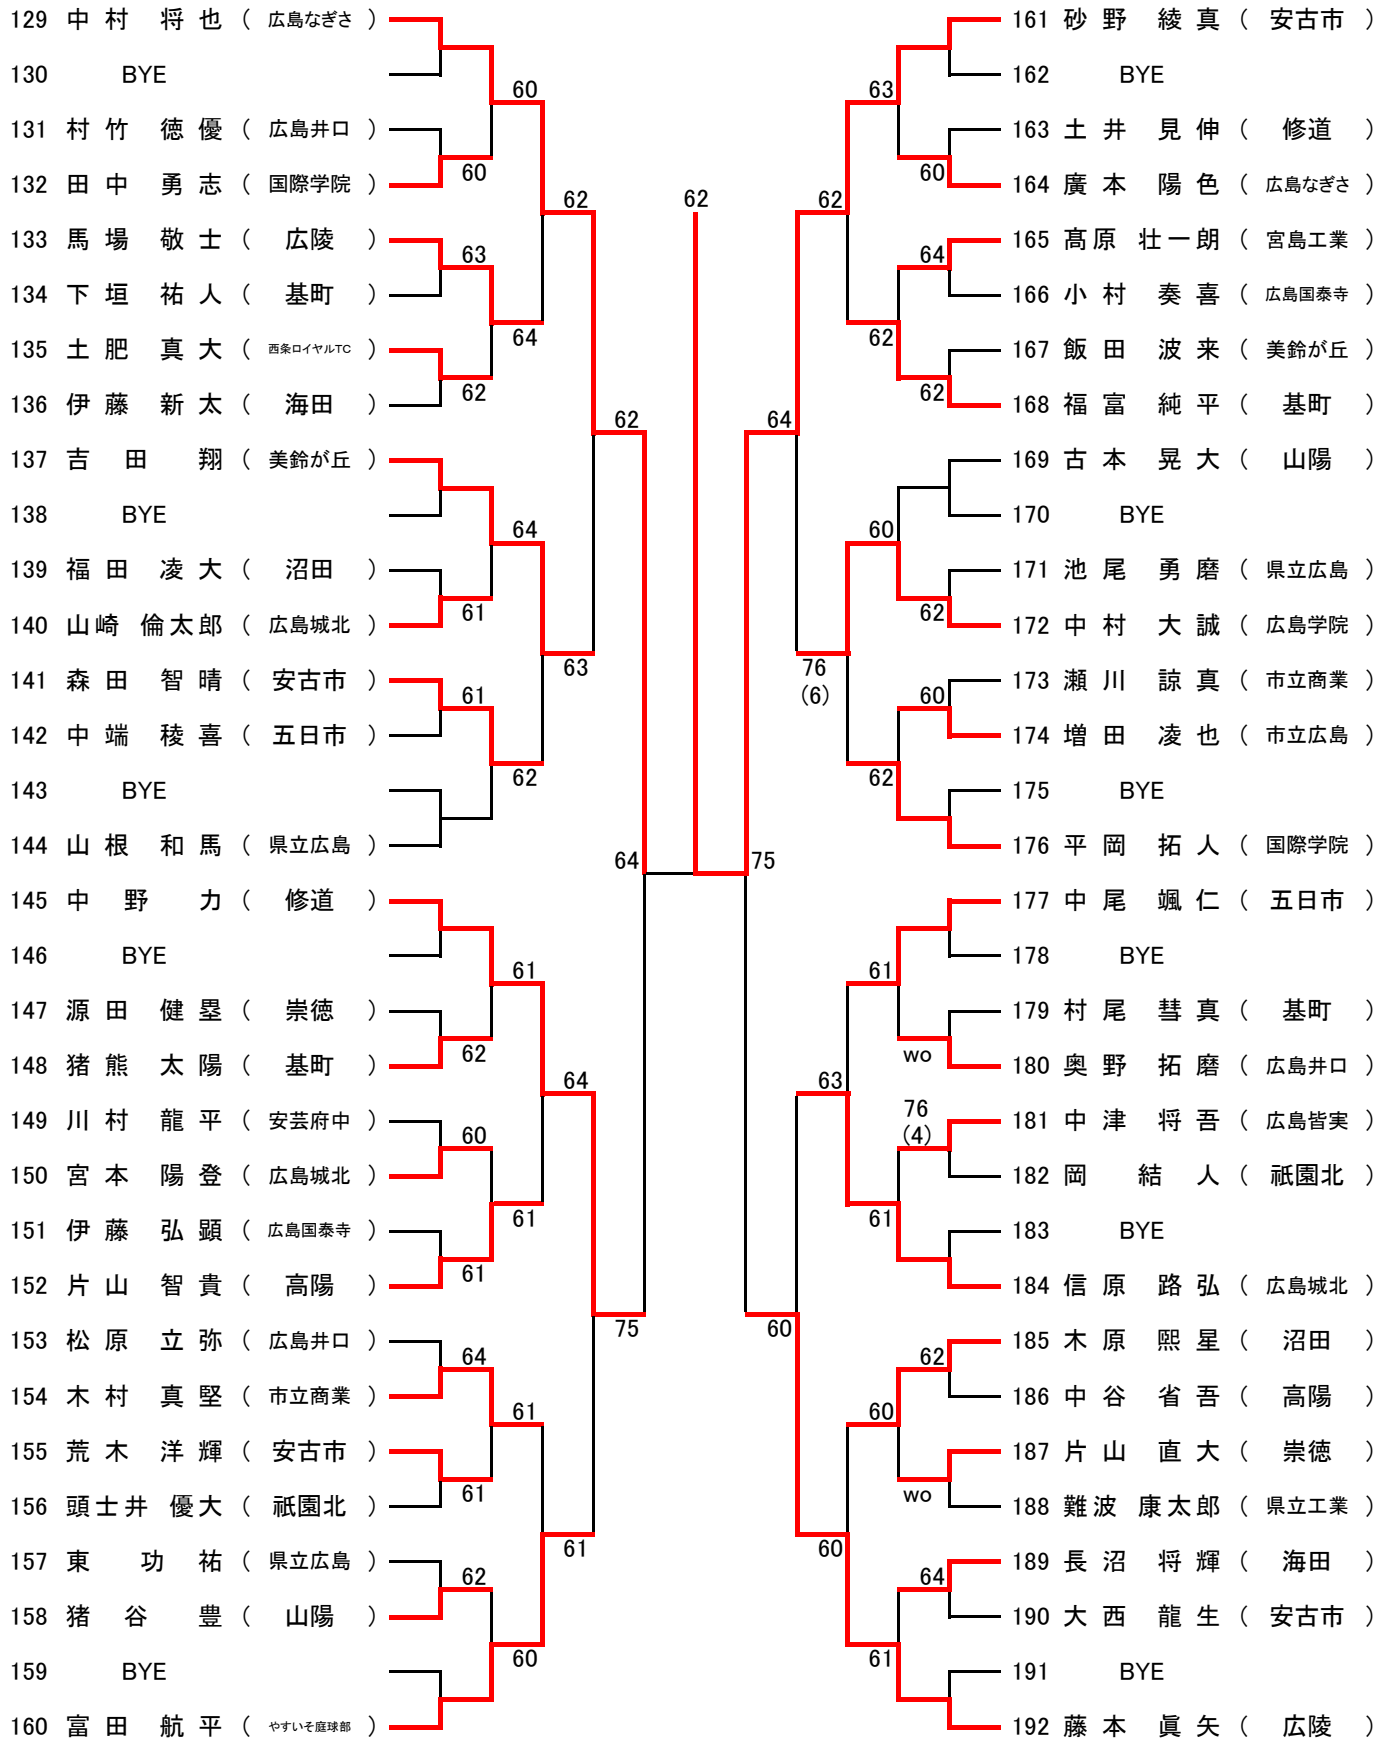 129 中村 将也 ( 広島なぎさ )
130 BYE
60
131 村竹 徳優 ( 広島井口 )
60
132 田中 勇志 ( 国際学院 )
62
133 馬場 敬士 ( 広陵 )
63
134 下垣 祐人 ( 基町 )
64
135 土肥 真大 ( 西条ロイヤルTC )
62
136 伊藤 新太 ( 海田 )
62
137 吉田 翔 ( 美鈴が丘 )
138 BYE
64
139 福田 凌大 ( 沼田 )
61
140 山崎 倫太郎 ( 広島城北 )
63
141 森田 智晴 ( 安古市 )
61
142 中端 稜喜 ( 五日市 )
62
143 BYE
144 山根 和馬 ( 県立広島 )
64
145 中野 力 ( 修道 )
146 BYE
61
147 源田 健塁 ( 崇徳 )
62
148 猪熊 太陽 ( 基町 )
64
149 川村 龍平 ( 安芸府中 )
60
150 宮本 陽登 ( 広島城北 )
61
151 伊藤 弘顕 ( 広島国泰寺 )
61
152 片山 智貴 ( 高陽 )
75
153 松原 立弥 ( 広島井口 )
64
154 木村 真堅 ( 市立商業 )
61
155 荒木 洋輝 ( 安古市 )
61
156 頭士井 優大 ( 祇園北 )
61
157 東 功祐 ( 県立広島 )
62
158 猪谷 豊 ( 山陽 )
60
159 BYE
160 富田 航平 ( やすいそ庭球部 )
62
161 砂野 綾真 ( 安古市 )
162 BYE
63
163 土井 見伸 ( 修道 )
60
164 廣本 陽色 ( 広島なぎさ )
62
165 髙原 壮一朗 ( 宮島工業 )
64
166 小村 奏喜 ( 広島国泰寺 )
62
167 飯田 波来 ( 美鈴が丘 )
62
168 福富 純平 ( 基町 )
64
169 古本 晃大 ( 山陽 )
170 BYE
60
171 池尾 勇磨 ( 県立広島 )
62
172 中村 大誠 ( 広島学院 )
76
(6)
173 瀬川 諒真 ( 市立商業 )
60
174 増田 凌也 ( 市立広島 )
62
175 BYE
176 平岡 拓人 ( 国際学院 )
75
177 中尾 颯仁 ( 五日市 )
178 BYE
61
179 村尾 彗真 ( 基町 )
wo
180 奥野 拓磨 ( 広島井口 )
63
76
(4)
181 中津 将吾 ( 広島皆実 )
182 岡 結人 ( 祇園北 )
61
183 BYE
184 信原 路弘 ( 広島城北 )
60
185 木原 煕星 ( 沼田 )
62
186 中谷 省吾 ( 高陽 )
60
187 片山 直大 ( 崇徳 )
wo
188 難波 康太郎 ( 県立工業 )
60
189 長沼 将輝 ( 海田 )
64
190 大西 龍生 ( 安古市 )
61
191 BYE
192 藤本 眞矢 ( 広陵 )